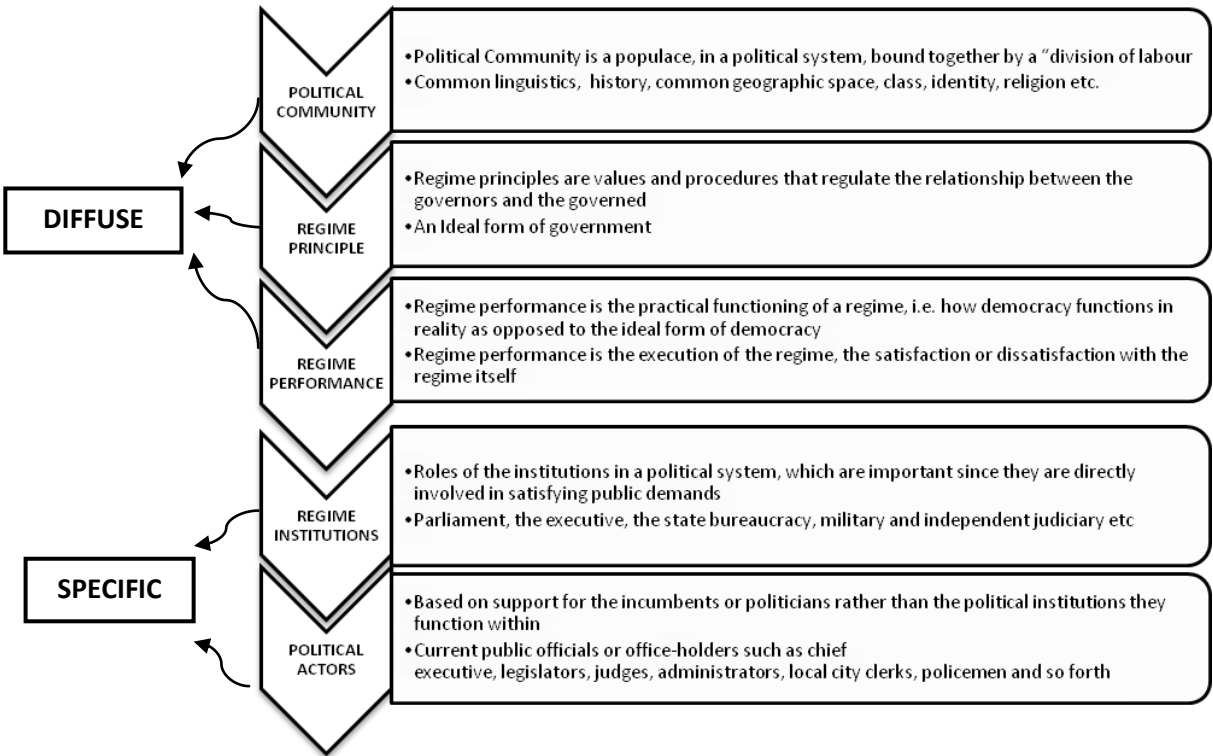 POLITICAL
COMMUNITY
•Political Community is a populace, in a political system, bound together by a “division of labour
•Common linguistics, history, common geographic space, class, identity, religion etc.
DIFFUSE
REGIME
PRINCIPLE
•Regime principles are values and procedures that regulate the relationship between the
governors and the governed
•An Ideal form of government
REGIME
PERFORMANCE
•Regime performance is the practical functioning of a regime, i.e. how democracy functions in
reality as opposed to the ideal form of democracy
•Regime performance is the execution of the regime, the satisfaction or dissatisfaction with the
regime itself
REGIME
INSTITUTIONS
•Roles of the institutions in a political system, which are important since they are directly
involved in satisfying public demands
•Parliament, the executive, the state bureaucracy, military and independent judiciary etc
SPECIFIC
POLITICAL
ACTORS
•Based on support for the incumbents or politicians rather than the political institutions they
function within
•Current public officials or office-holders such as chief
executive, legislators, judges, administrators, local city clerks, policemen and so forth